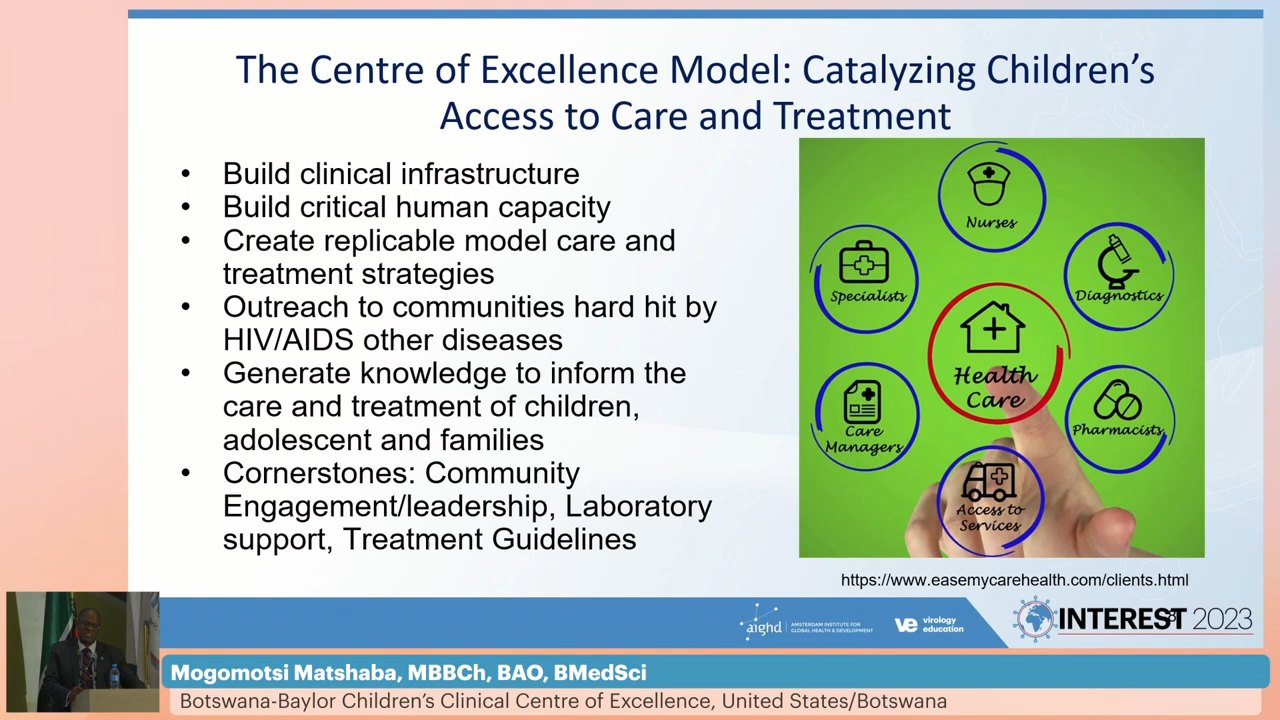 The Centre of Excellence Model: Catalyzing Children's
Access to Care and Treatment
• Build clinical infrastructure
• Build critical human capacity
• Create replicable model care and
treatment strategies
• Outreach to communities hard hit by
HIV/AIDS other diseases
• Generate knowledge to inform the
care and treatment of children,
adolescent and families
• Cornerstones: Community
Engagement/leadership, Laboratory
support, Treatment Guidelines
Nurses
Specialists
Diagnostics
Health
Care
Care
Managers
Pharmacists
Access to
Services
https://www.easemycarehealth.com/clients.html
aighd
AMSTERDAM INSTITUTE FOR
GLOBAL HEALTH & DEVELOPMENT
ve virology
education
INTEREST 2023
8
Mogomotsi Matshaba, MBBCh, BAO, BMedSci
Botswana-Baylor Children's Clinical Centre of Excellence, United States/Botswana